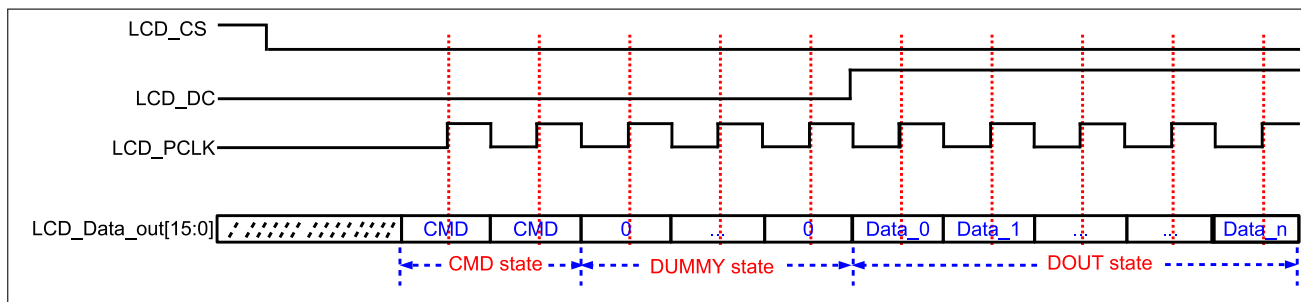 LCD_CS
LCD_DC
LCD_PCLK
LCD_Data_out[15:0] CMD CMD 0 ... 0 Data_0 Data_1 ... ... Data_n
CMD state DUMMY state DOUT state